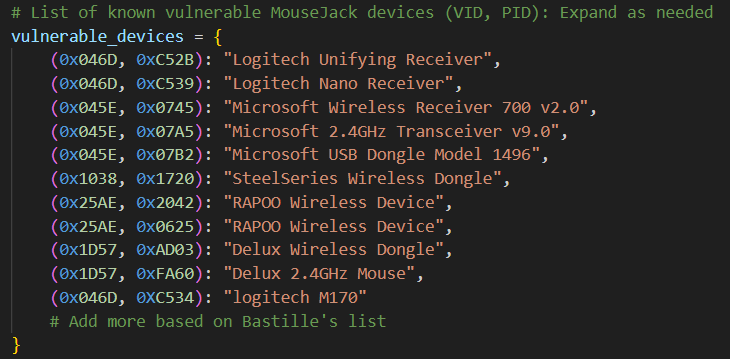 # List of known vulnerable MouseJack devices (VID, PID): Expand as needed
vulnerable_devices = {
(0x046D, 0xC52B): "Logitech Unifying Receiver",
(0x046D, 0xC539): "Logitech Nano Receiver",
(0x045E, 0x0745): "Microsoft Wireless Receiver 700 v2.0",
(0x045E, 0x07A5): "Microsoft 2.4GHz Transceiver v9.0",
(0x045E, 0x07B2): "Microsoft USB Dongle Model 1496",
(0x1038, 0x1720): "SteelSeries Wireless Dongle",
(0x25AE, 0x2042): "RAPOO Wireless Device",
(0x25AE, 0x0625): "RAPOO Wireless Device",
(0x1D57, 0xAD03): "Delux Wireless Dongle",
(0x1D57, 0xFA60): "Delux 2.4GHz Mouse",
(0x046D, 0XC534): "logitech M170"
# Add more based on Bastille's list
}